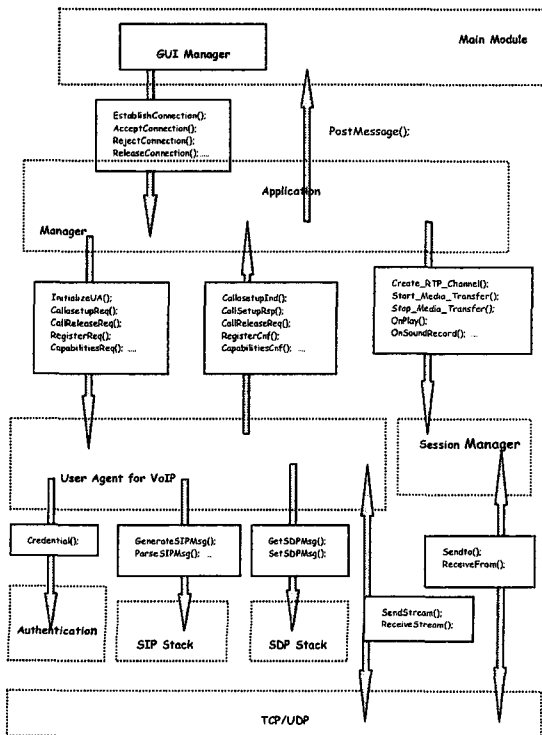 Main Module
GUI Manager
EstablishConnection();
AcceptConnection();
RejectConnection();
ReleaseConnection(); ....
PostMessage();
Application
Manager
InitializeUA();
CallasetupReq();
CallReleaseReq();
RegisterReq();
CapabilitiesReq(); ....
CallasetupInd();
CallSetupRsp();
CallReleaseReq();
RegisterCnf();
CapabilitiesCnf(); ...
Create_RTP_Channel();
Start_Media_Transfer();
Stop_Media_Transfer();
OnPlay();
OnSoundRecord(); ...
Session Manager
User Agent for VoIP
Credential();
GenerateSIPMsg();
ParseSIPMsg(); ..
GetSDPMsg();
SetSDPMsg();
Sendto();
ReceiveFrom();
SendStream();
ReceiveStream();
Authentication
SIP Stack
SDP Stack
TCP/UDP